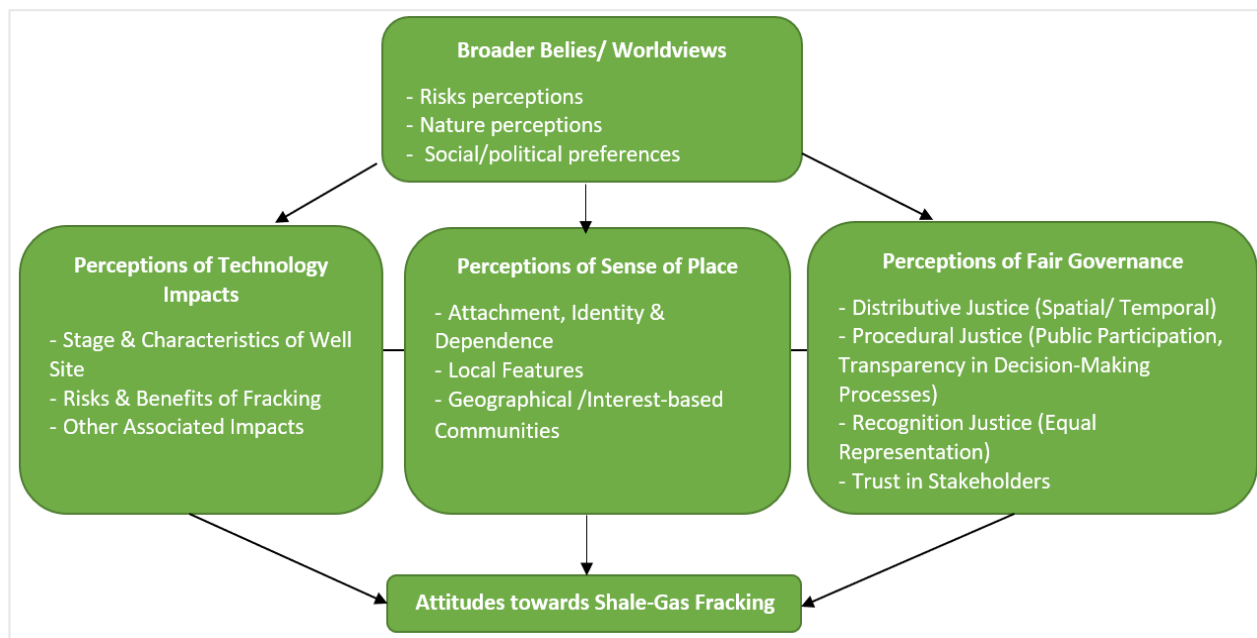 Broader Belies/ Worldviews
- Risks perceptions
- Nature perceptions
- Social/political preferences
Perceptions of Technology
Impacts
- Stage & Characteristics of Well
Site
- Risks & Benefits of Fracking
- Other Associated Impacts
Perceptions of Sense of Place
- Attachment, Identity &
Dependence
- Local Features
- Geographical /Interest-based
Communities
Perceptions of Fair Governance
- Distributive Justice (Spatial/ Temporal)
- Procedural Justice (Public Participation,
Transparency in Decision-Making
Processes)
- Recognition Justice (Equal
Representation)
- Trust in Stakeholders
Attitudes towards Shale-Gas Fracking